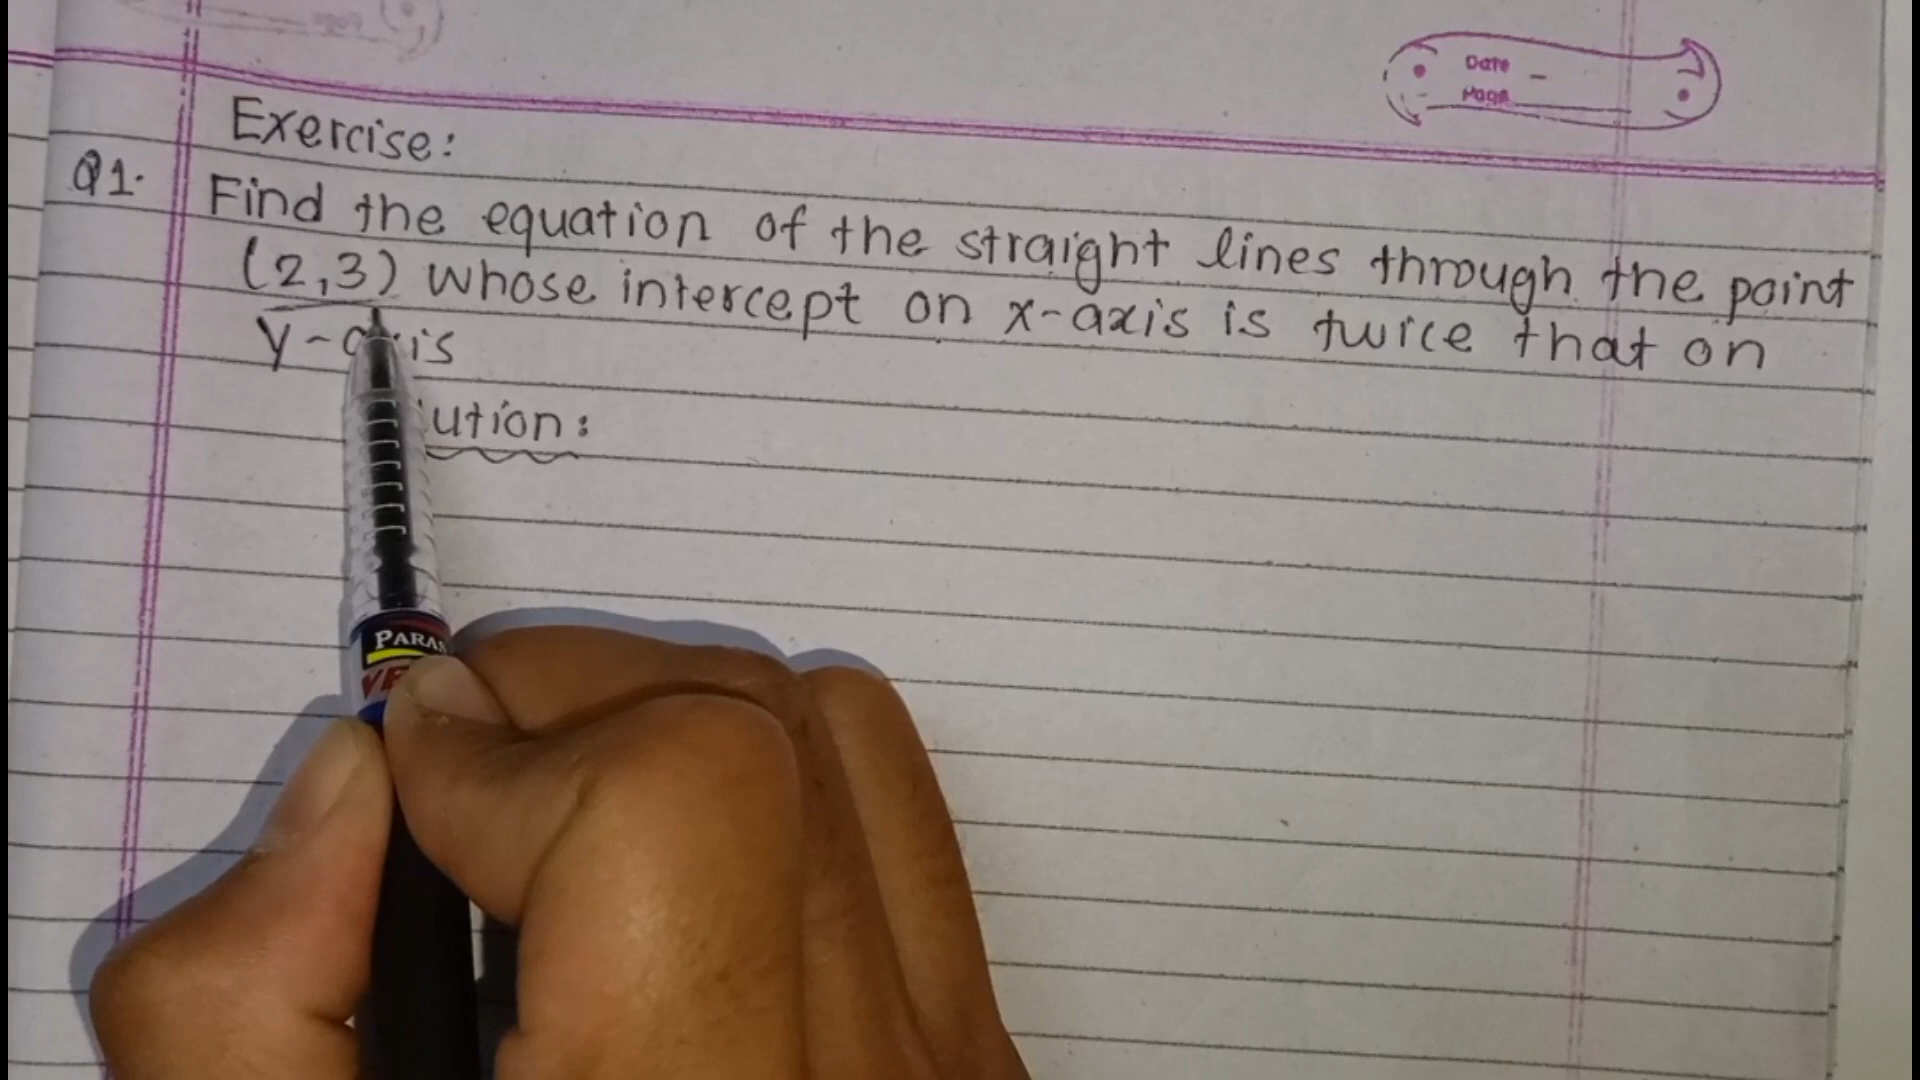 Date
Page
Exercise:
Q1. Find the equation of the straight lines through the point
(2,3) whose intercept on x-axis is twice that on
y-axis
ution:
PARAS